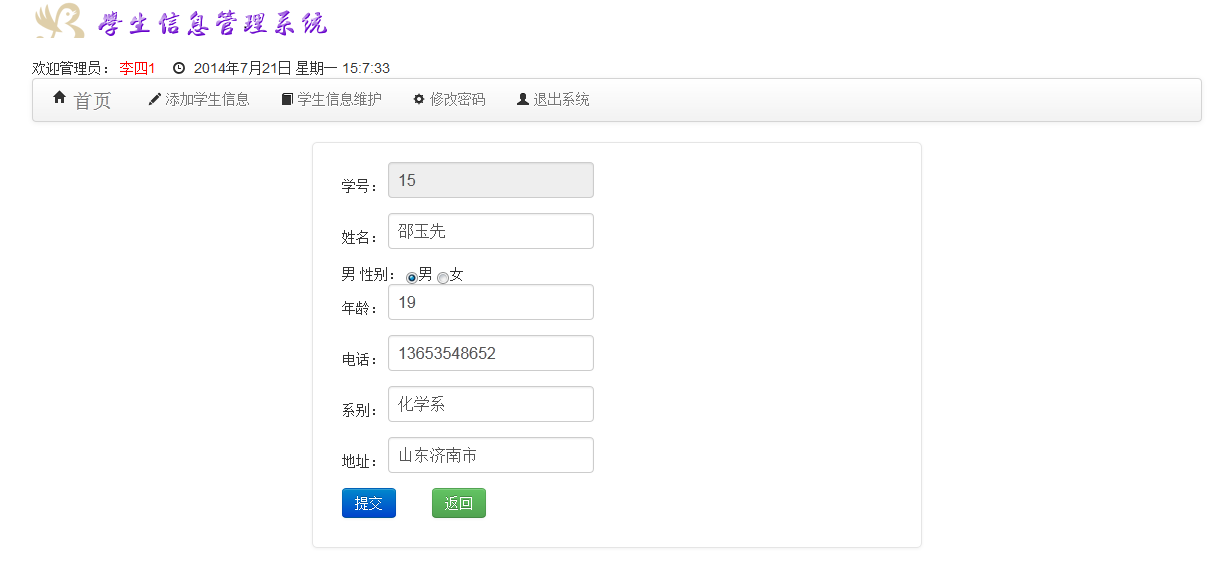 學生信息管理系统
欢迎管理员： 李四1 2014年7月21日 星期一 15:7:33
首页 添加学生信息 学生信息维护 修改密码 退出系统
学号： 15
姓名： 邵玉先
男 性别： 男 女
年龄： 19
电话： 13653548652
系别： 化学系
地址： 山东济南市
提交 返回